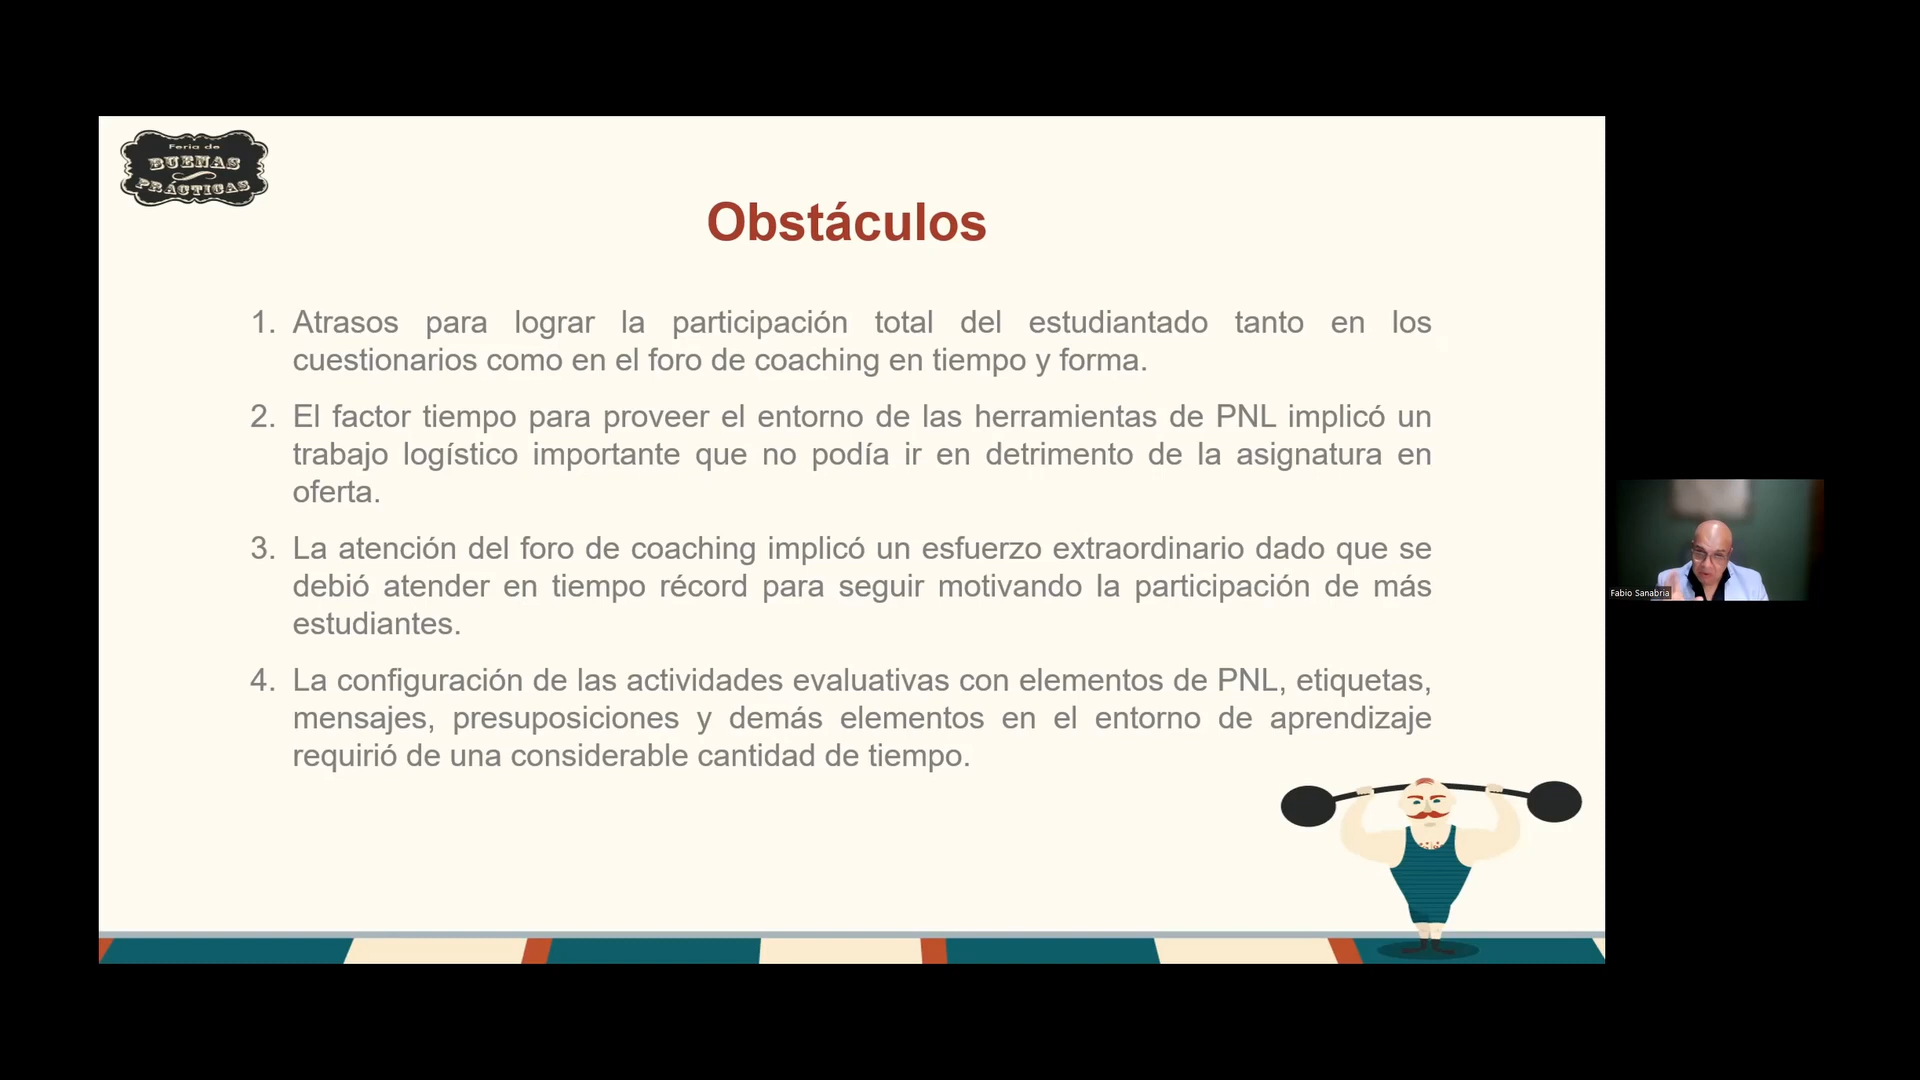 Feria de
BUENAS
PRÁCTICAS
Obstáculos
1. Atrasos para lograr la participación total del estudiantado tanto en los
cuestionarios como en el foro de coaching en tiempo y forma.
2. El factor tiempo para proveer el entorno de las herramientas de PNL implicó un
trabajo logístico importante que no podía ir en detrimento de la asignatura en
oferta.
3. La atención del foro de coaching implicó un esfuerzo extraordinario dado que se
debió atender en tiempo récord para seguir motivando la participación de más
estudiantes.
4. La configuración de las actividades evaluativas con elementos de PNL, etiquetas,
mensajes, presuposiciones y demás elementos en el entorno de aprendizaje
requirió de una considerable cantidad de tiempo.
Fabio Sanabria